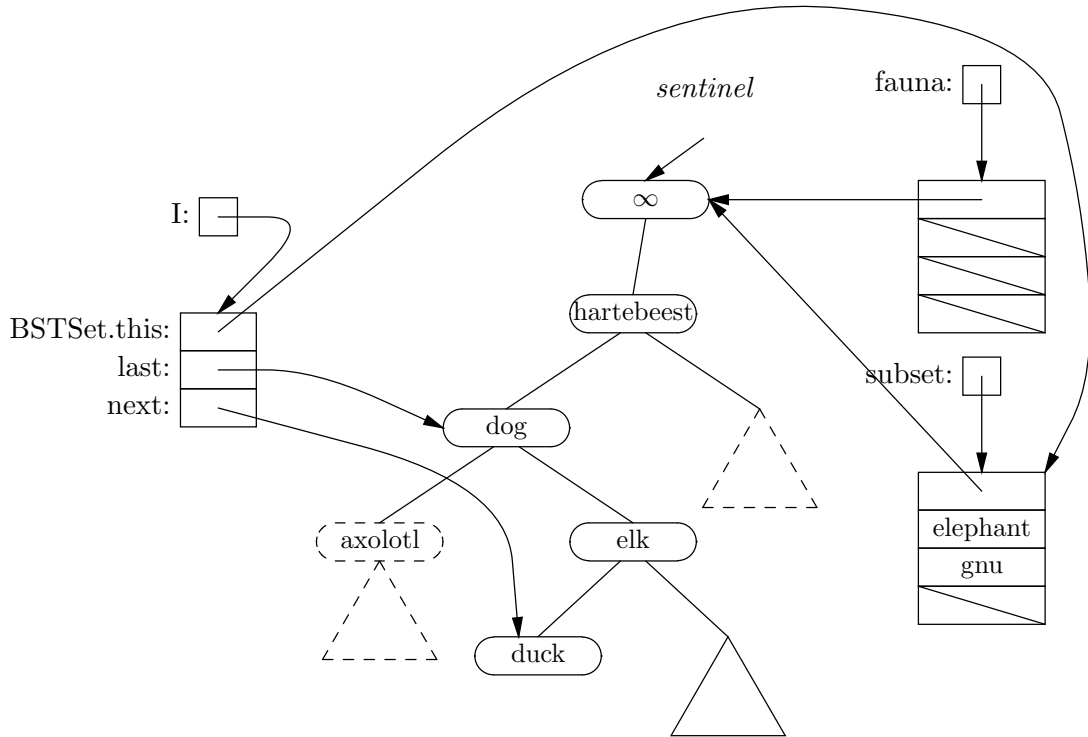 sentinel
fauna:
∞
I:
hartebeest
BSTSet.this:
last:
next:
subset:
dog
axolotl
elk
elephant
gnu
duck